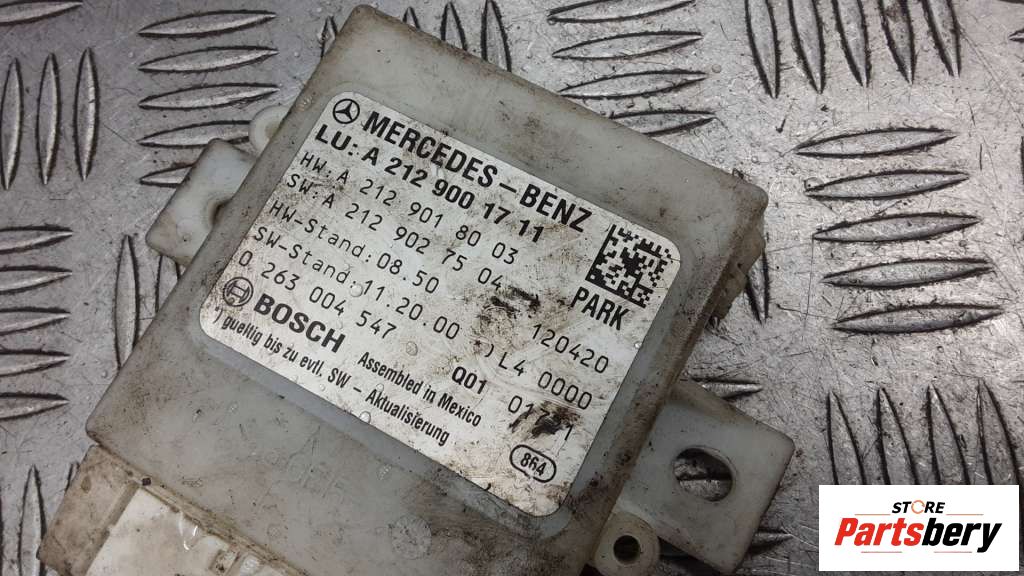 MERCEDES-BENZ
LU: A 212 900 17 11
HW: A 212 901 80 03
SW: A 212 902 75 04
HW-Stand: 08.50
SW-Stand: 11.20.00 *)
0 263 004 547
BOSCH
Assembled in Mexico
*) gueltig bis zu evtl. SW - Aktualisierung
PARK
120420
L4 0000
Q01
864
STORE
Partsbery